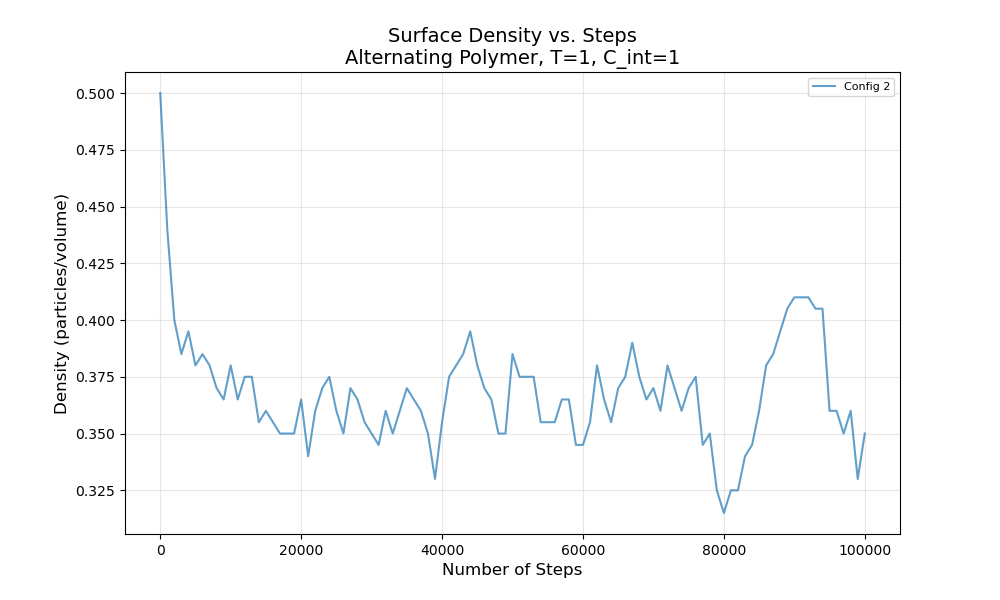 Surface Density vs. Steps
Alternating Polymer, T=1, C_int=1
Config 2
Density (particles/volume)
0.500
0.475
0.450
0.425
0.400
0.375
0.350
0.325
0 20000 40000 60000 80000 100000
Number of Steps